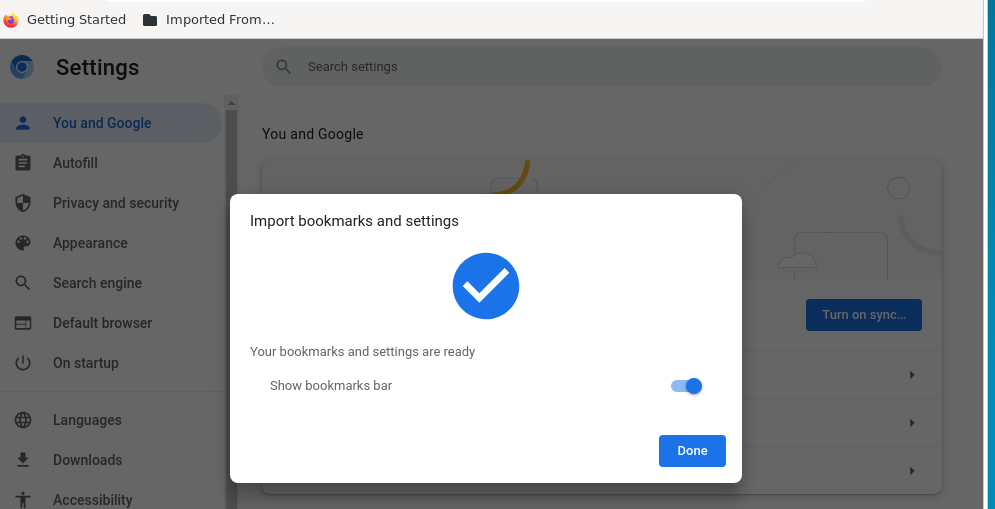 Getting Started
Imported From...
Settings
Search settings
You and Google
Autofill
Privacy and security
Appearance
Search engine
Default browser
On startup
Languages
Downloads
Accessibility
You and Google
Turn on sync...
Import bookmarks and settings
Your bookmarks and settings are ready
Show bookmarks bar
Done